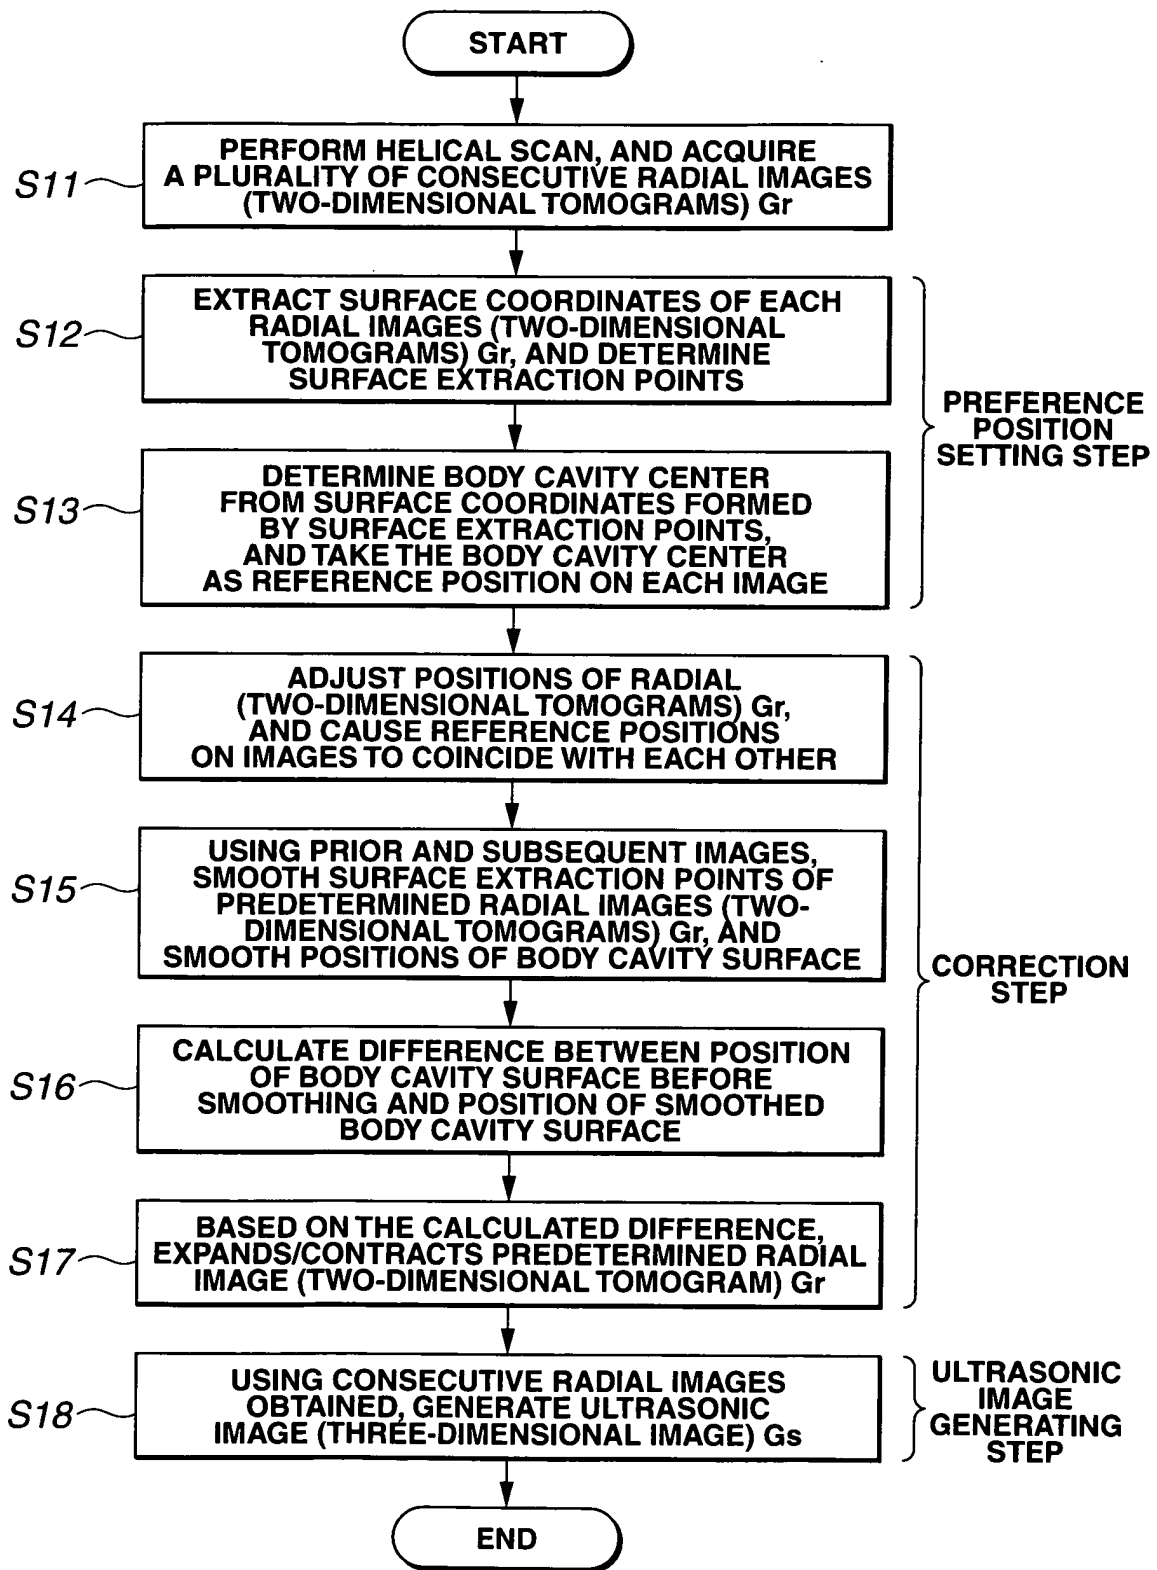 START
S11
PERFORM HELICAL SCAN, AND ACQUIRE
A PLURALITY OF CONSECUTIVE RADIAL IMAGES
(TWO-DIMENSIONAL TOMOGRAMS) Gr
S12
EXTRACT SURFACE COORDINATES OF EACH
RADIAL IMAGES (TWO-DIMENSIONAL
TOMOGRAMS) Gr, AND DETERMINE
SURFACE EXTRACTION POINTS
S13
DETERMINE BODY CAVITY CENTER
FROM SURFACE COORDINATES FORMED
BY SURFACE EXTRACTION POINTS,
AND TAKE THE BODY CAVITY CENTER
AS REFERENCE POSITION ON EACH IMAGE
PREFERENCE
POSITION
SETTING STEP
S14
ADJUST POSITIONS OF RADIAL
(TWO-DIMENSIONAL TOMOGRAMS) Gr,
AND CAUSE REFERENCE POSITIONS
ON IMAGES TO COINCIDE WITH EACH OTHER
S15
USING PRIOR AND SUBSEQUENT IMAGES,
SMOOTH SURFACE EXTRACTION POINTS OF
PREDETERMINED RADIAL IMAGES (TWO-
DIMENSIONAL TOMOGRAMS) Gr, AND
SMOOTH POSITIONS OF BODY CAVITY SURFACE
S16
CALCULATE DIFFERENCE BETWEEN POSITION
OF BODY CAVITY SURFACE BEFORE
SMOOTHING AND POSITION OF SMOOTHED
BODY CAVITY SURFACE
S17
BASED ON THE CALCULATED DIFFERENCE,
EXPANDS/CONTRACTS PREDETERMINED RADIAL
IMAGE (TWO-DIMENSIONAL TOMOGRAM) Gr
CORRECTION
STEP
S18
USING CONSECUTIVE RADIAL IMAGES
OBTAINED, GENERATE ULTRASONIC
IMAGE (THREE-DIMENSIONAL IMAGE) Gs
ULTRASONIC
IMAGE
GENERATING
STEP
END